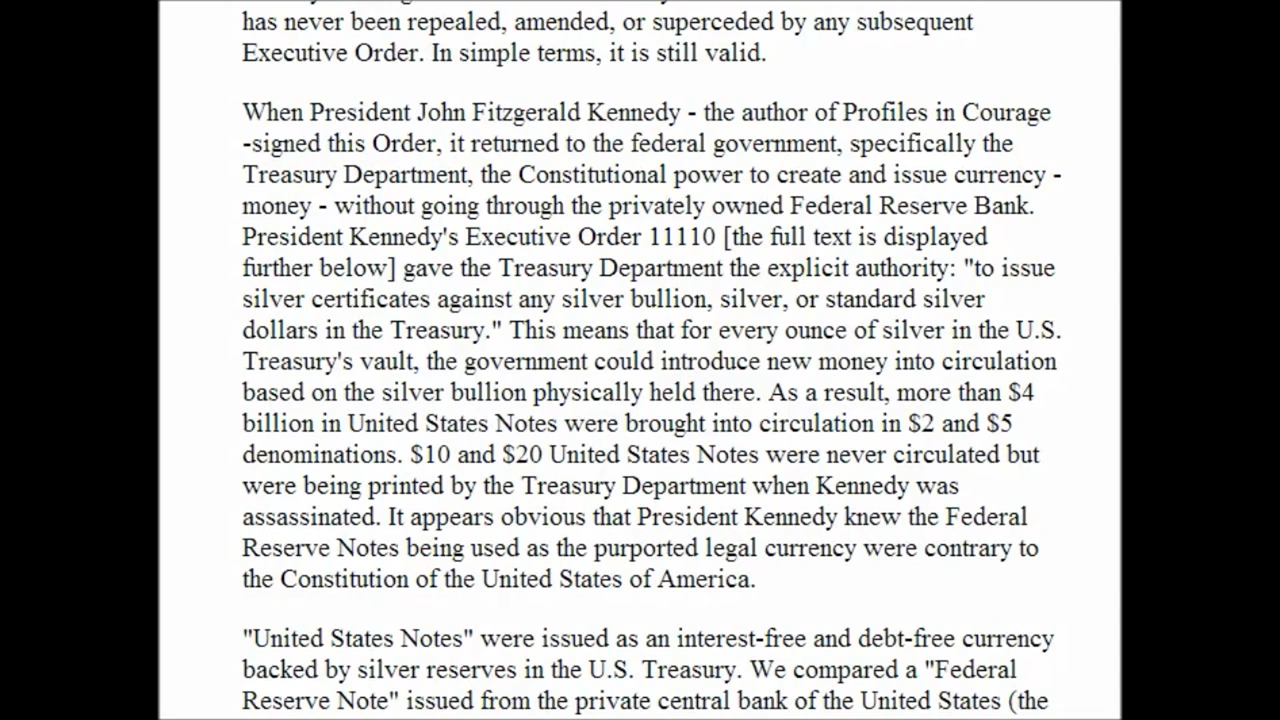 has never been repealed, amended, or superceded by any subsequent
Executive Order. In simple terms, it is still valid.
When President John Fitzgerald Kennedy - the author of Profiles in Courage
-signed this Order, it returned to the federal government, specifically the
Treasury Department, the Constitutional power to create and issue currency -
money - without going through the privately owned Federal Reserve Bank.
President Kennedy's Executive Order 11110 [the full text is displayed
further below] gave the Treasury Department the explicit authority: "to issue
silver certificates against any silver bullion, silver, or standard silver
dollars in the Treasury." This means that for every ounce of silver in the U.S.
Treasury's vault, the government could introduce new money into circulation
based on the silver bullion physically held there. As a result, more than $4
billion in United States Notes were brought into circulation in $2 and $5
denominations. $10 and $20 United States Notes were never circulated but
were being printed by the Treasury Department when Kennedy was
assassinated. It appears obvious that President Kennedy knew the Federal
Reserve Notes being used as the purported legal currency were contrary to
the Constitution of the United States of America.
"United States Notes" were issued as an interest-free and debt-free currency
backed by silver reserves in the U.S. Treasury. We compared a "Federal
Reserve Note" issued from the private central bank of the United States (the